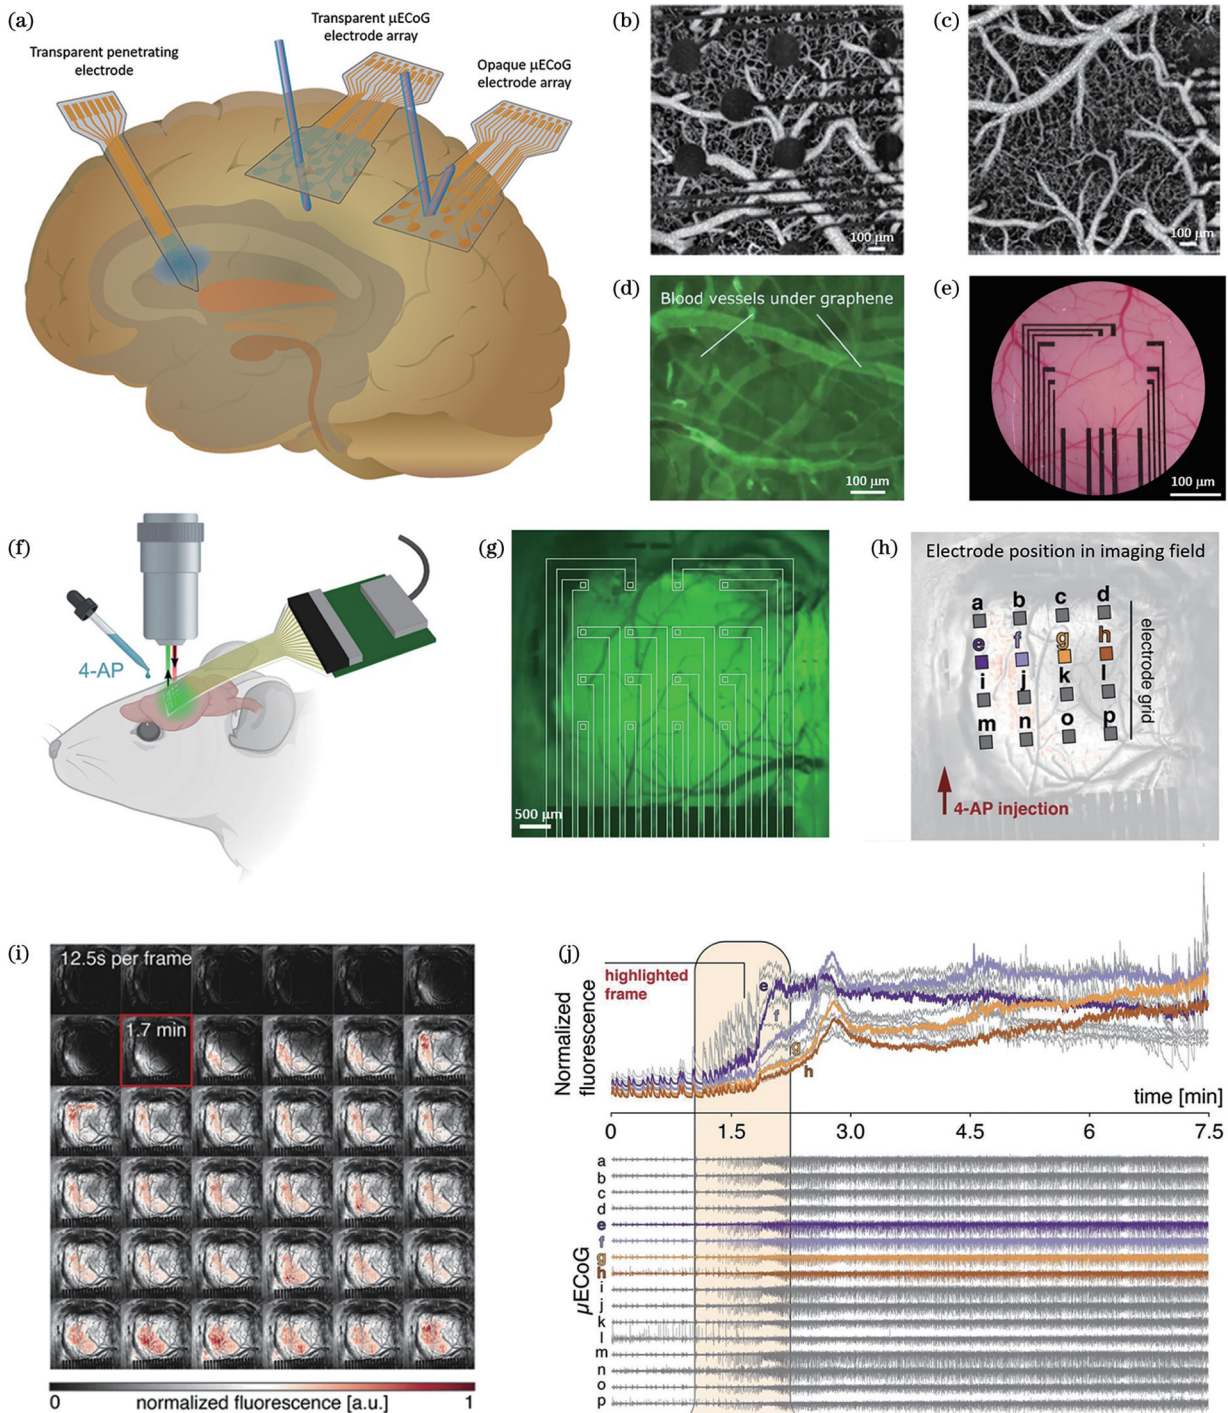 (a)
Transparent penetrating
electrode
Transparent µECoG
electrode array
Opaque µECoG
electrode array
(b)
100 µm
(c)
100 µm
(d)
Blood vessels under graphene
100 µm
(e)
100 µm
(f)
4-AP
(g)
500 µm
(h)
Electrode position in imaging field
a b c d
e f g h
i j k l
m n o p
electrode grid
4-AP injection
(i)
12.5s per frame
1.7 min
0 normalized fluorescence [a.u.] 1
(j)
highlighted
frame
Normalized
fluorescence
e
f
g
h
time [min]
0 1.5 3.0 4.5 6 7.5
µECoG
a
b
c
d
e
f
g
h
i
j
k
l
m
n
o
p